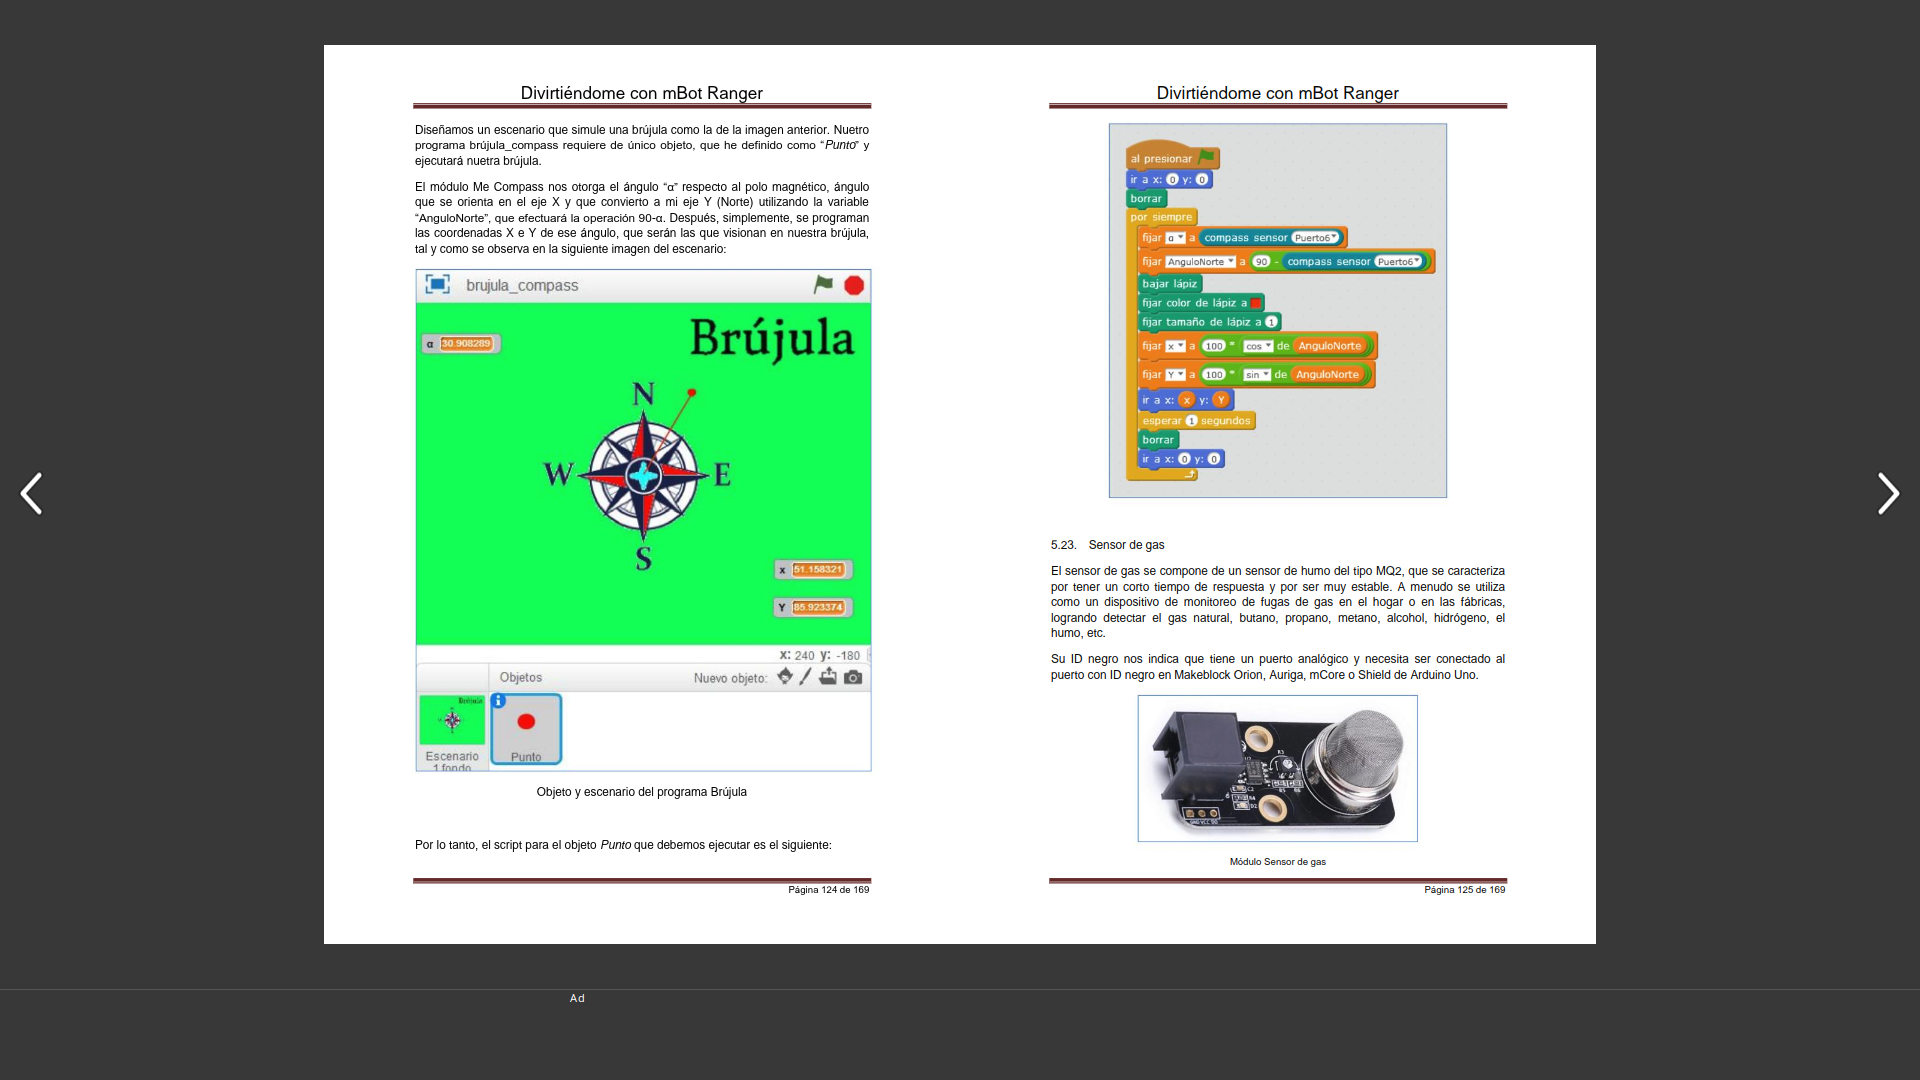 Divirtiéndome con mBot Ranger
Diseñamos un escenario que simule una brújula como la de la imagen anterior. Nuetro
programa brújula_compass requiere de único objeto, que he definido como “Punto” y
ejecutará nuetra brújula.
El módulo Me Compass nos otorga el ángulo “α” respecto al polo magnético, ángulo
que se orienta en el eje X y que convierto a mi eje Y (Norte) utilizando la variable
“AnguloNorte”, que efectuará la operación 90-α. Después, simplemente, se programan
las coordenadas X e Y de ese ángulo, que serán las que visionan en nuestra brújula,
tal y como se observa en la siguiente imagen del escenario:
brujula_compass
Brújula
α 30.908289
N
W E
S
x 51.158321
Y 85.923374
x: 240 y: -180
Objetos Nuevo objeto:
Brújula
Escenario
1 fondo
Punto
Objeto y escenario del programa Brújula
Por lo tanto, el script para el objeto Punto que debemos ejecutar es el siguiente:
Página 124 de 169
Divirtiéndome con mBot Ranger
al presionar
ir a x: 0 y: 0
borrar
por siempre
fijar α a compass sensor Puerto6
fijar AnguloNorte a 90 - compass sensor Puerto6
bajar lápiz
fijar color de lápiz a
fijar tamaño de lápiz a 1
fijar x a 100 * cos de AnguloNorte
fijar Y a 100 * sin de AnguloNorte
ir a x: x y: Y
esperar 1 segundos
borrar
ir a x: 0 y: 0
5.23. Sensor de gas
El sensor de gas se compone de un sensor de humo del tipo MQ2, que se caracteriza
por tener un corto tiempo de respuesta y por ser muy estable. A menudo se utiliza
como un dispositivo de monitoreo de fugas de gas en el hogar o en las fábricas,
logrando detectar el gas natural, butano, propano, metano, alcohol, hidrógeno, el
humo, etc.
Su ID negro nos indica que tiene un puerto analógico y necesita ser conectado al
puerto con ID negro en Makeblock Orion, Auriga, mCore o Shield de Arduino Uno.
Módulo Sensor de gas
Página 125 de 169
Ad